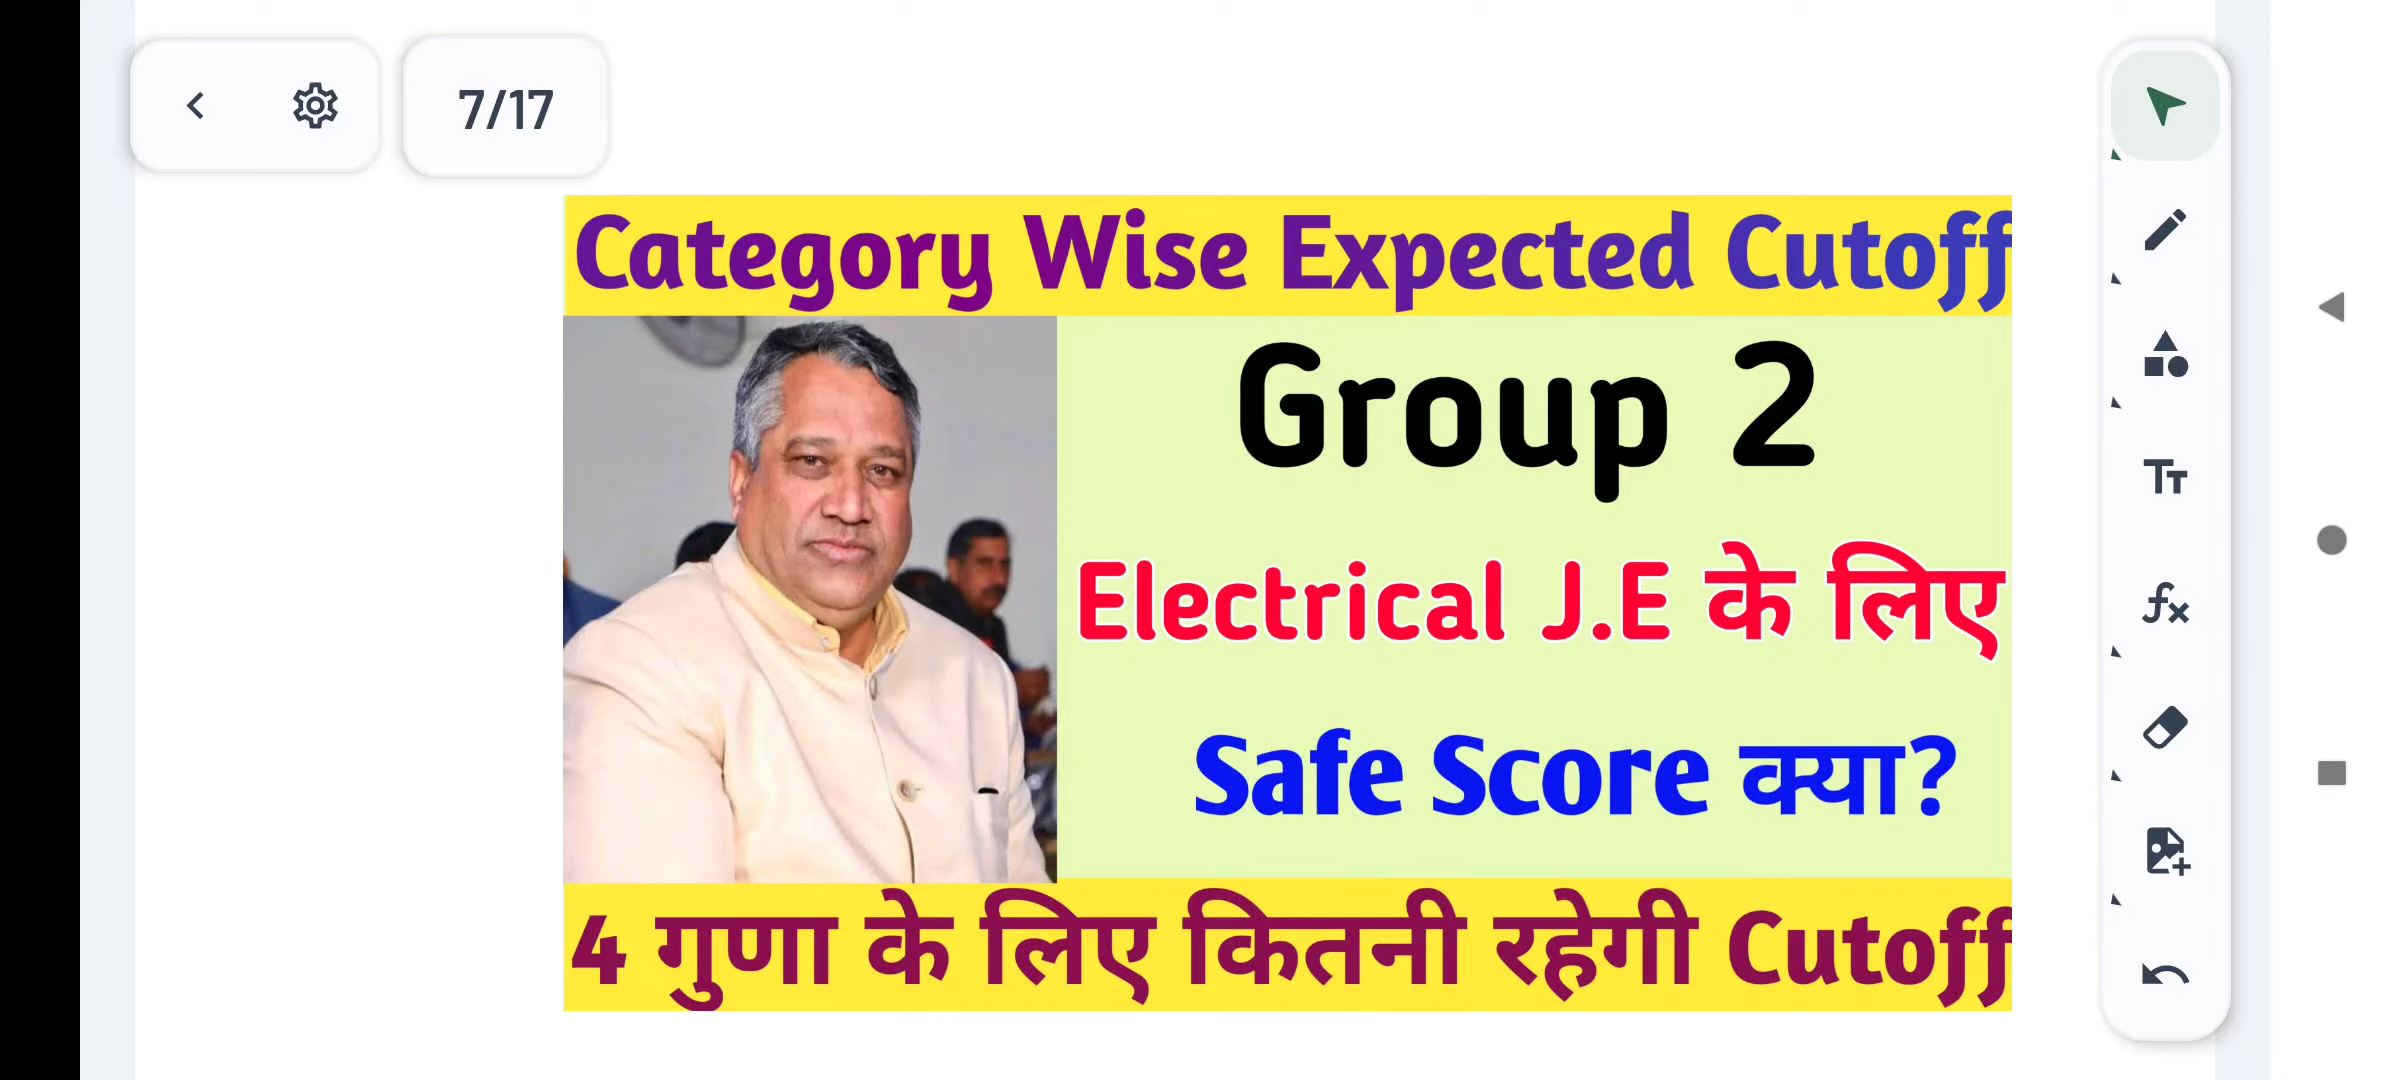 7/17
Category Wise Expected Cutoff
Group 2
Electrical J.E के लिए
Safe Score क्या?
4 गुणा के लिए कितनी रहेगी Cutoff